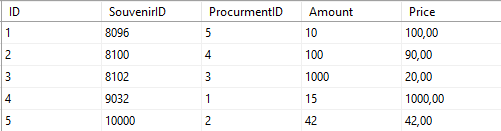 ID SouvenirID ProcurmentID Amount Price
1 8096 5 10 100,00
2 8100 4 100 90,00
3 8102 3 1000 20,00
4 9032 1 15 1000,00
5 10000 2 42 42,00